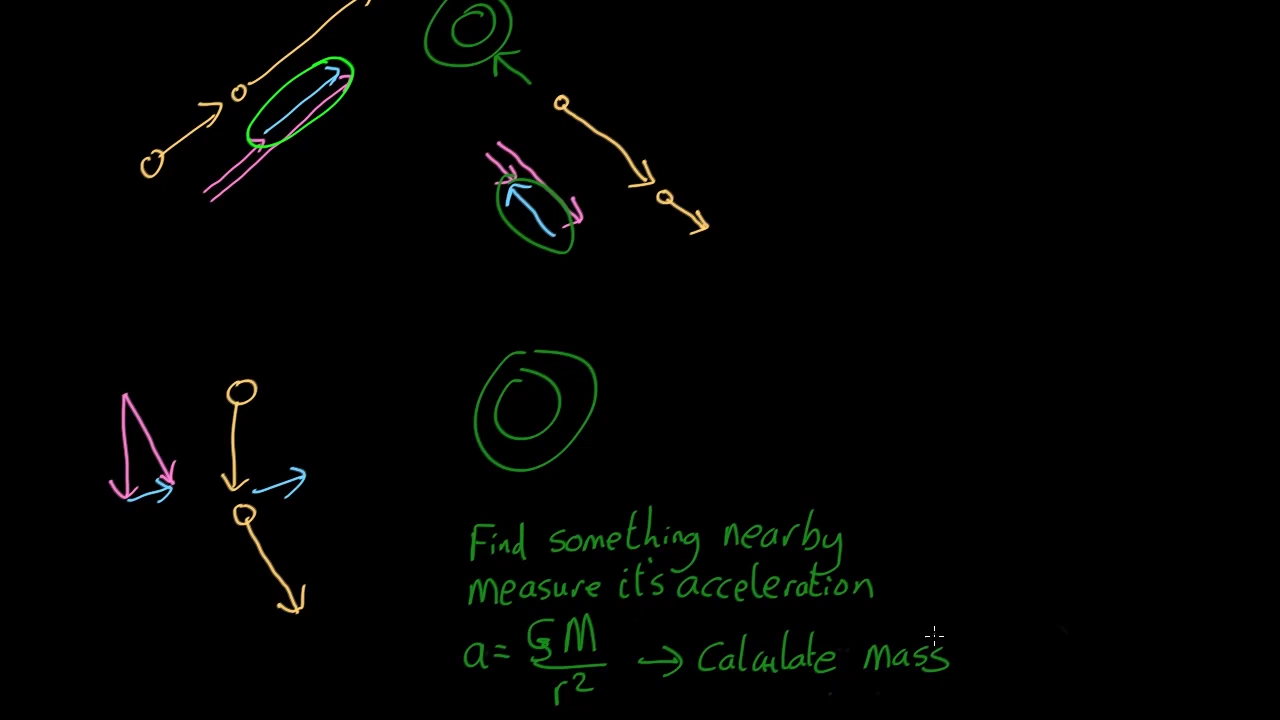 Find something nearby
measure it's acceleration
a = GM / r² → Calculate mass